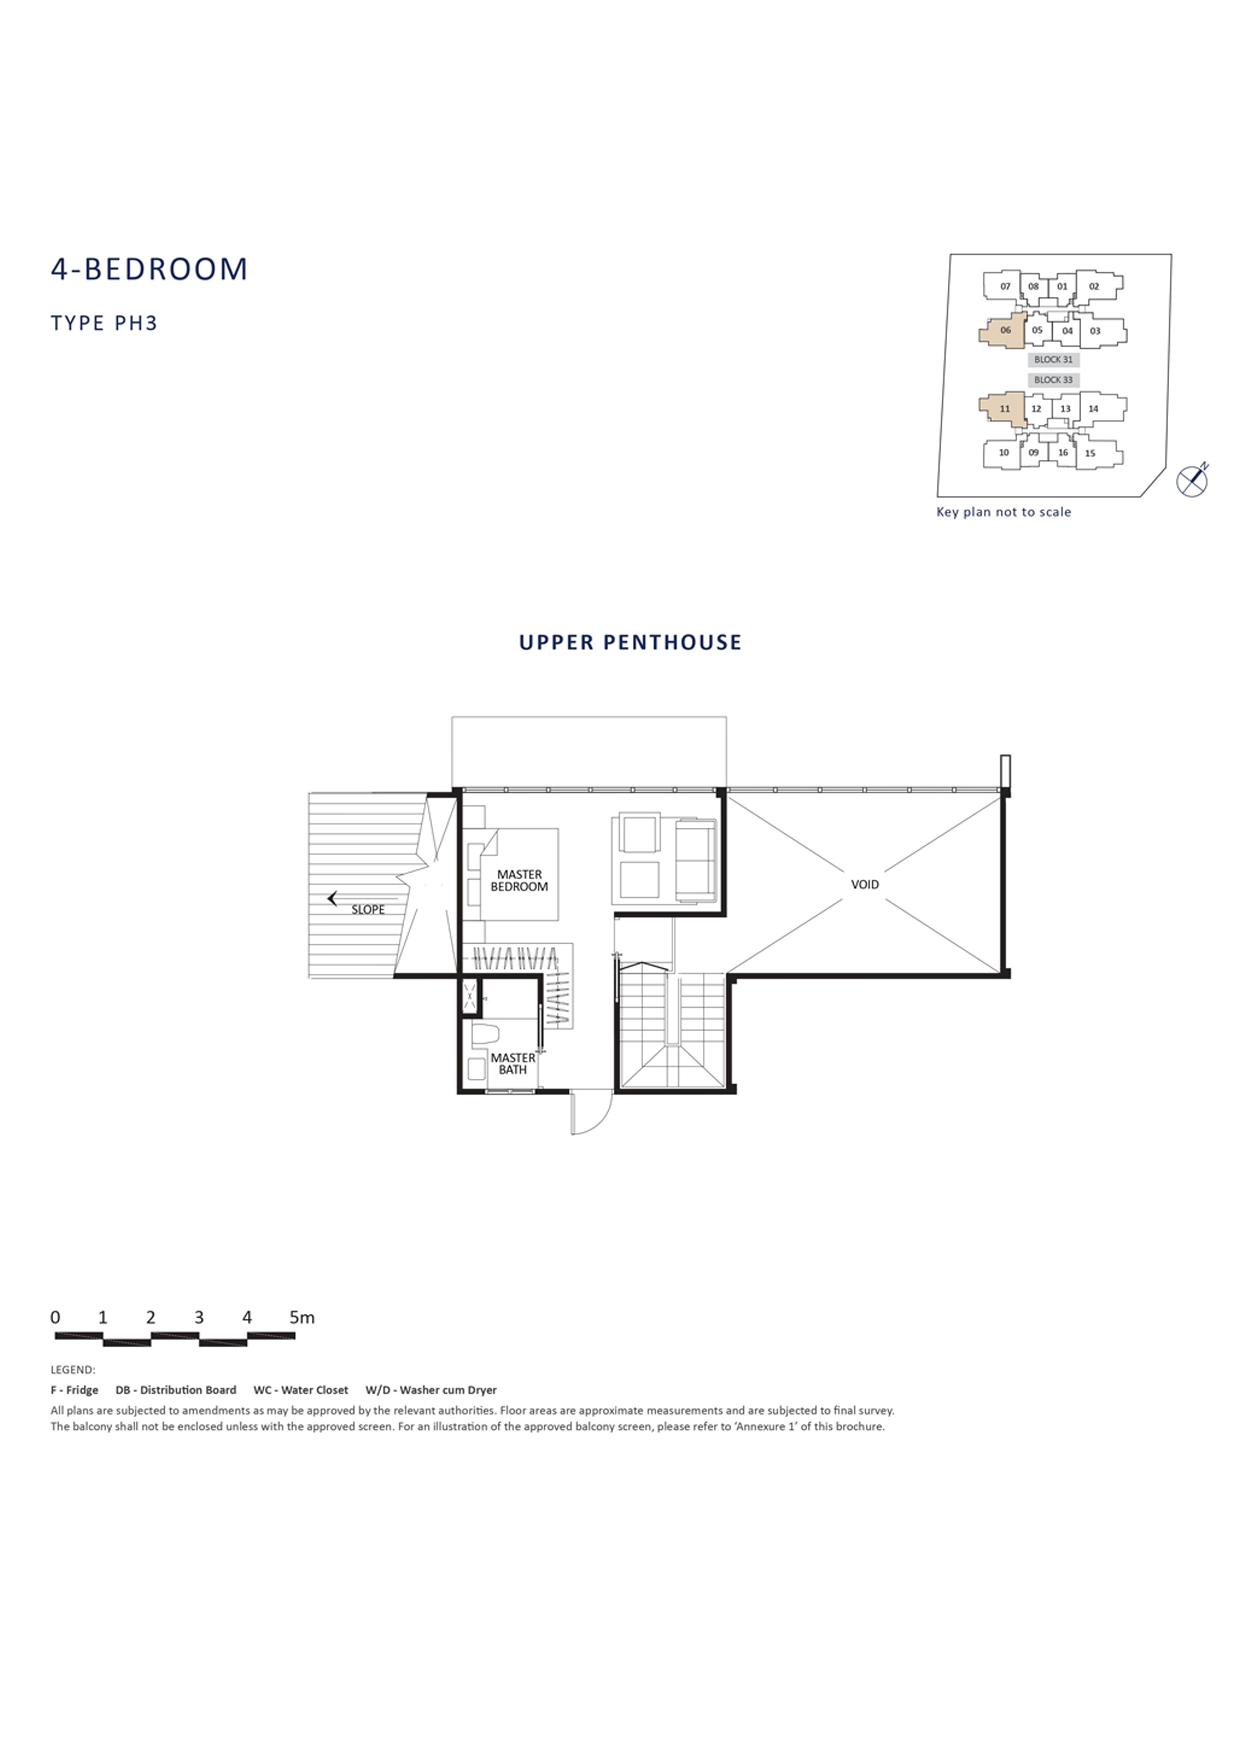 4-BEDROOM
TYPE PH3
07 08 01 02
06 05 04 03
BLOCK 31
BLOCK 33
11 12 13 14
10 09 16 15
N
Key plan not to scale
UPPER PENTHOUSE
MASTER
BEDROOM
VOID
SLOPE
MASTER
BATH
0 1 2 3 4 5m
LEGEND:
F - Fridge DB - Distribution Board WC - Water Closet W/D - Washer cum Dryer
All plans are subjected to amendments as may be approved by the relevant authorities. Floor areas are approximate measurements and are subjected to final survey.
The balcony shall not be enclosed unless with the approved screen. For an illustration of the approved balcony screen, please refer to ‘Annexure 1’ of this brochure.